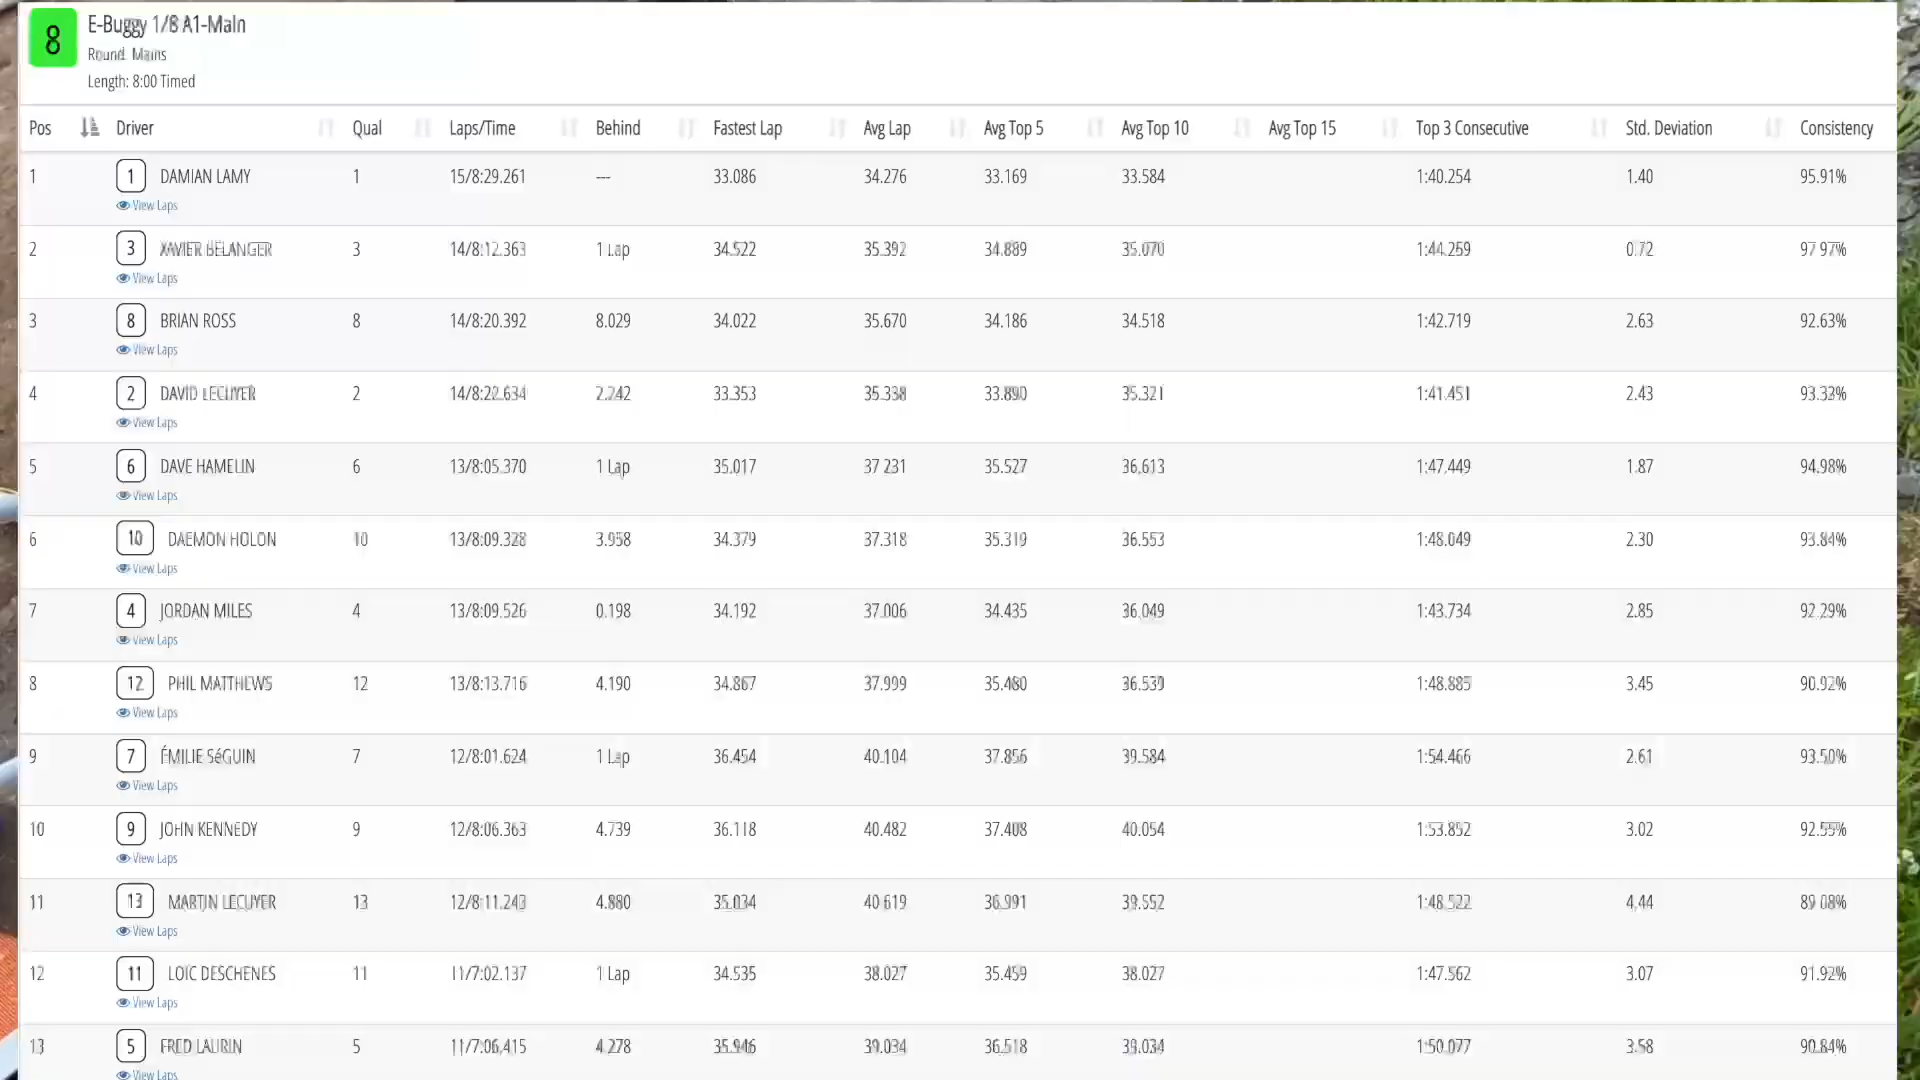 8
E-Buggy 1/8 A1-Main
Round: Mains
Length: 8:00 Timed
Pos Driver Qual Laps/Time Behind Fastest Lap Avg Lap Avg Top 5 Avg Top 10 Avg Top 15 Top 3 Consecutive Std. Deviation Consistency
1 1 DAMIAN LAMY 1 15/8:29.261 --- 33.086 34.276 33.169 33.584 1:40.254 1.40 95.91%
View Laps
2 3 XAVIER BELANGER 3 14/8:12.363 1 Lap 34.522 35.392 34.889 35.070 1:44.259 0.72 97.97%
View Laps
3 8 BRIAN ROSS 8 14/8:20.392 8.029 34.022 35.670 34.186 34.518 1:42.719 2.63 92.63%
View Laps
4 2 DAVID LECUYER 2 14/8:22.634 2.242 33.353 35.338 33.890 35.321 1:41.451 2.43 93.33%
View Laps
5 6 DAVE HAMELIN 6 13/8:05.370 1 Lap 35.017 37.231 35.527 36.613 1:47.449 1.87 94.98%
View Laps
6 10 DAEMON HOLON 10 13/8:09.328 3.958 34.379 37.318 35.319 36.553 1:48.049 2.30 93.84%
View Laps
7 4 JORDAN MILES 4 13/8:09.526 0.198 34.192 37.006 34.435 36.049 1:43.734 2.85 92.29%
View Laps
8 12 PHIL MATTHEWS 12 13/8:13.716 4.190 34.867 37.999 35.480 36.539 1:48.885 3.45 90.92%
View Laps
9 7 ÉMILIE SéGUIN 7 12/8:01.624 1 Lap 36.454 40.104 37.856 39.584 1:54.466 2.61 93.50%
View Laps
10 9 JOHN KENNEDY 9 12/8:06.363 4.739 36.118 40.482 37.408 40.054 1:53.852 3.02 92.55%
View Laps
11 13 MARTIN LECUYER 13 12/8:11.243 4.880 35.034 40.619 36.991 39.552 1:48.522 4.44 89.08%
View Laps
12 11 LOIC DESCHENES 11 11/7:02.137 1 Lap 34.535 38.027 35.459 38.027 1:47.562 3.07 91.92%
View Laps
13 5 FRED LAURIN 5 11/7:06.415 4.278 35.946 39.034 36.518 39.034 1:50.077 3.58 90.84%
View Laps